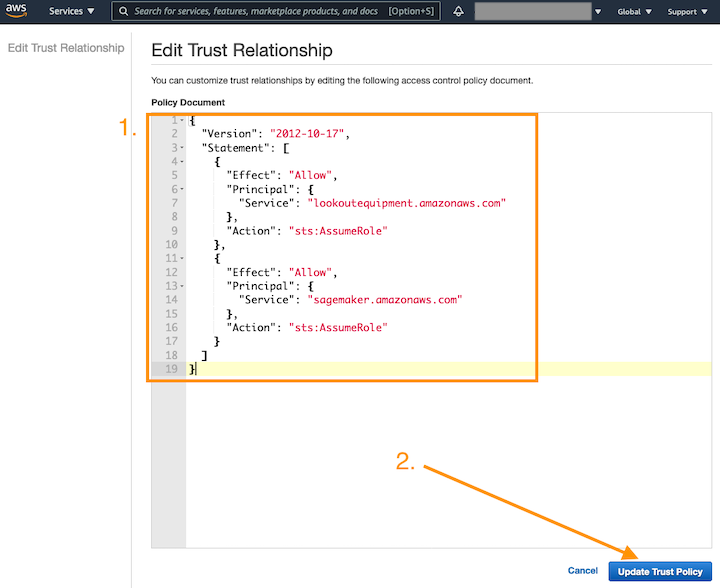 aws Services Search for services, features, marketplace products, and docs [Option+S] Global Support
Edit Trust Relationship
Edit Trust Relationship
You can customize trust relationships by editing the following access control policy document.
Policy Document
1.
1 {
2   "Version": "2012-10-17",
3   "Statement": [
4     {
5       "Effect": "Allow",
6       "Principal": {
7         "Service": "lookoutequipment.amazonaws.com"
8       },
9       "Action": "sts:AssumeRole"
10     },
11     {
12       "Effect": "Allow",
13       "Principal": {
14         "Service": "sagemaker.amazonaws.com"
15       },
16       "Action": "sts:AssumeRole"
17     }
18   ]
19 }
2.
Cancel Update Trust Policy